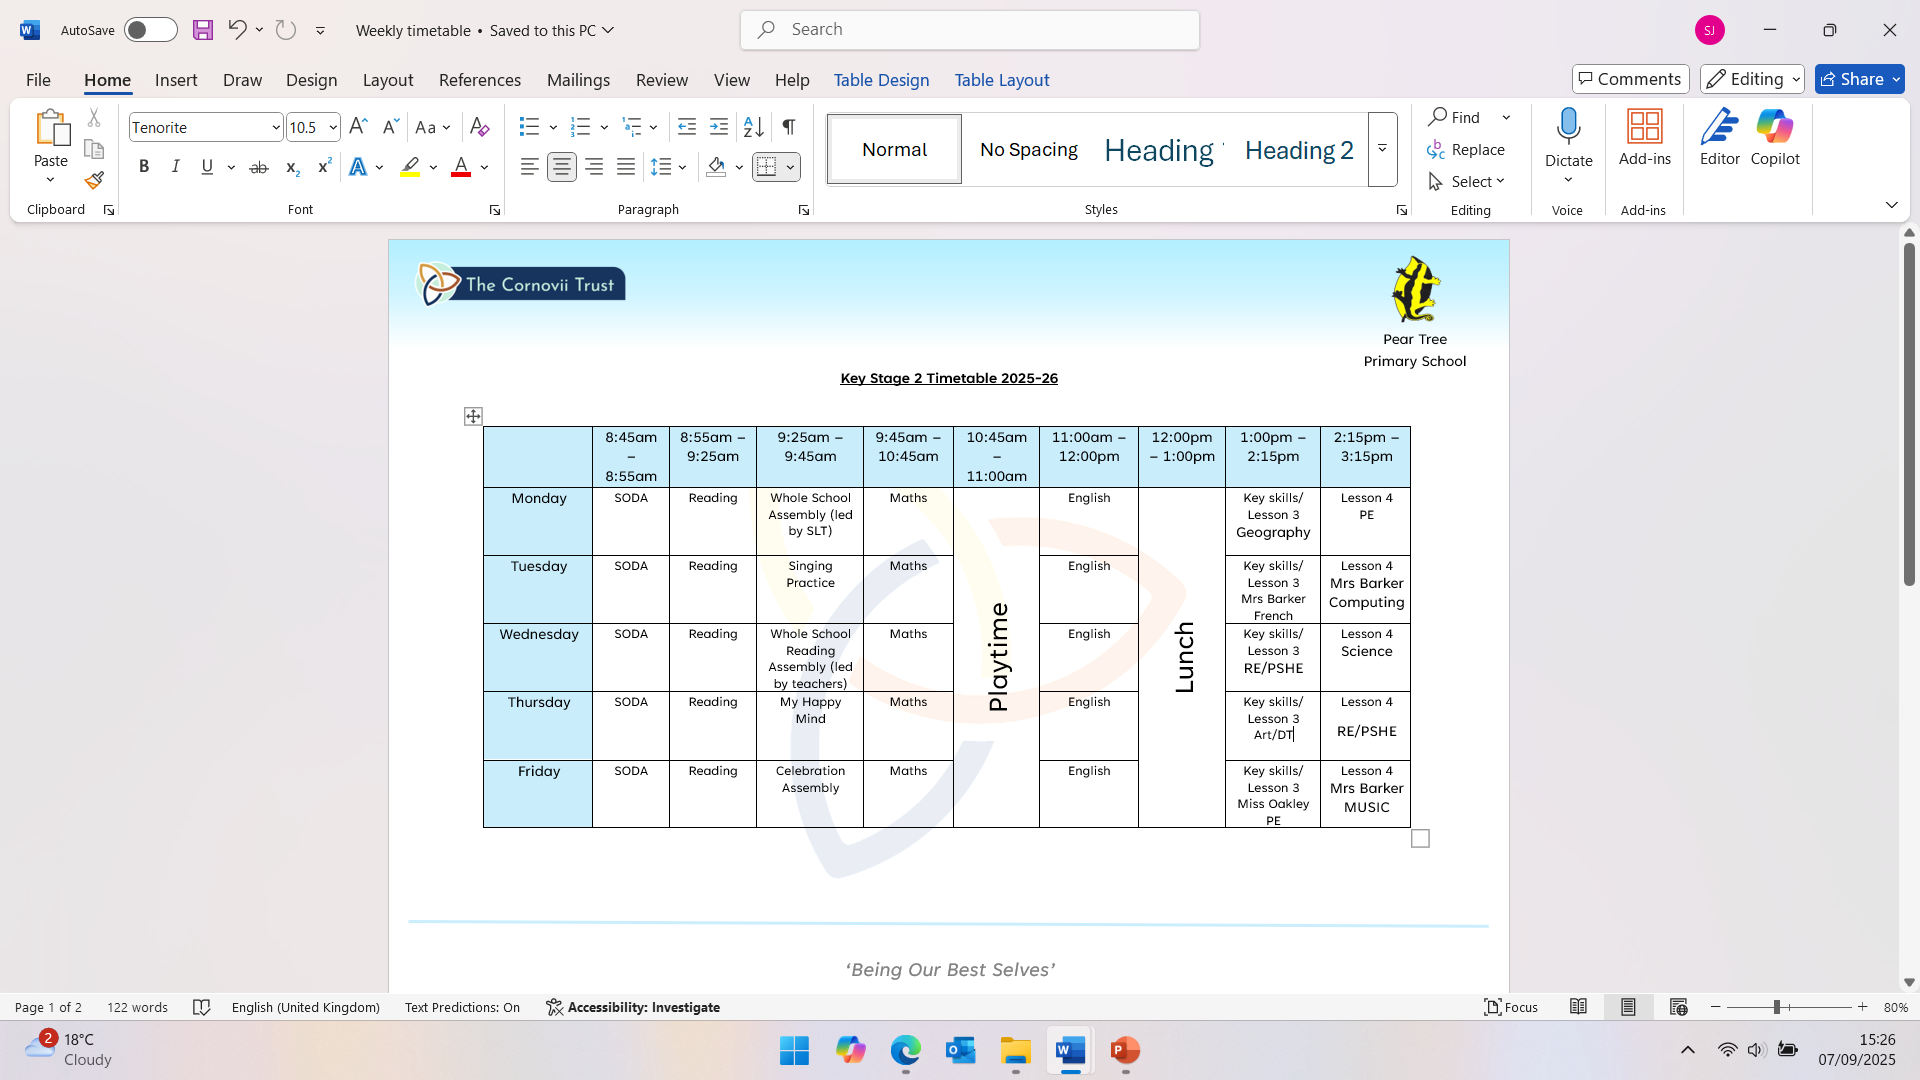 AutoSave
Weekly timetable • Saved to this PC
Search
SJ
File Home Insert Draw Design Layout References Mailings Review View Help Table Design Table Layout
Comments Editing Share
Paste
Clipboard
Tenorite 10.5
Font
Paragraph
Normal No Spacing Heading Heading 2
Styles
Find
Replace
Select
Editing
Dictate
Voice
Add-ins
Add-ins
Editor Copilot
The Cornovii Trust
Pear Tree
Primary School
Key Stage 2 Timetable 2025-26
8:45am – 8:55am 8:55am – 9:25am 9:25am – 9:45am 9:45am – 10:45am 10:45am – 11:00am 11:00am – 12:00pm 12:00pm – 1:00pm 1:00pm – 2:15pm 2:15pm – 3:15pm
Monday SODA Reading Whole School Assembly (led by SLT) Maths English Key skills/ Lesson 3 Geography Lesson 4 PE
Playtime
Lunch
Tuesday SODA Reading Singing Practice Maths English Key skills/ Lesson 3 Mrs Barker French Lesson 4 Mrs Barker Computing
Wednesday SODA Reading Whole School Reading Assembly (led by teachers) Maths English Key skills/ Lesson 3 RE/PSHE Lesson 4 Science
Thursday SODA Reading My Happy Mind Maths English Key skills/ Lesson 3 Art/DT Lesson 4 RE/PSHE
Friday SODA Reading Celebration Assembly Maths English Key skills/ Lesson 3 Miss Oakley PE Lesson 4 Mrs Barker MUSIC
‘Being Our Best Selves’
Page 1 of 2 122 words English (United Kingdom) Text Predictions: On Accessibility: Investigate Focus 80%
2
18°C
Cloudy
15:26
07/09/2025